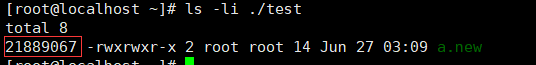 [root@localhost ~]# ls -li ./test
total 8
21889067 -rwxrwxr-x 2 root root 14 Jun 27 03:09 a.new
[root@localhost ~]#